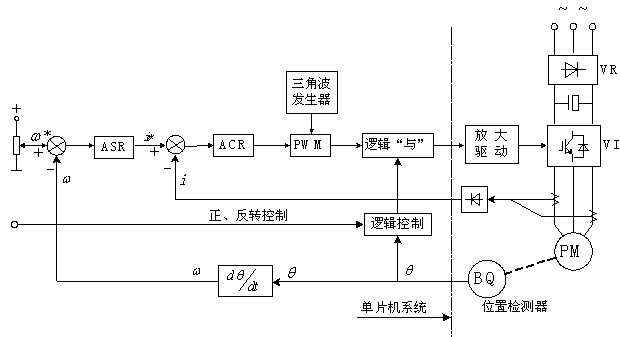 ~ ~
VR
三角波
发生器
+
ω*
+
-
ω
ASR
i*
+
-
i
ACR
PWM
逻辑“与”
放大
驱动
VI
正、反转控制
逻辑控制
PM
ω
dθ/dt
θ
θ
BQ
位置检测器
单片机系统